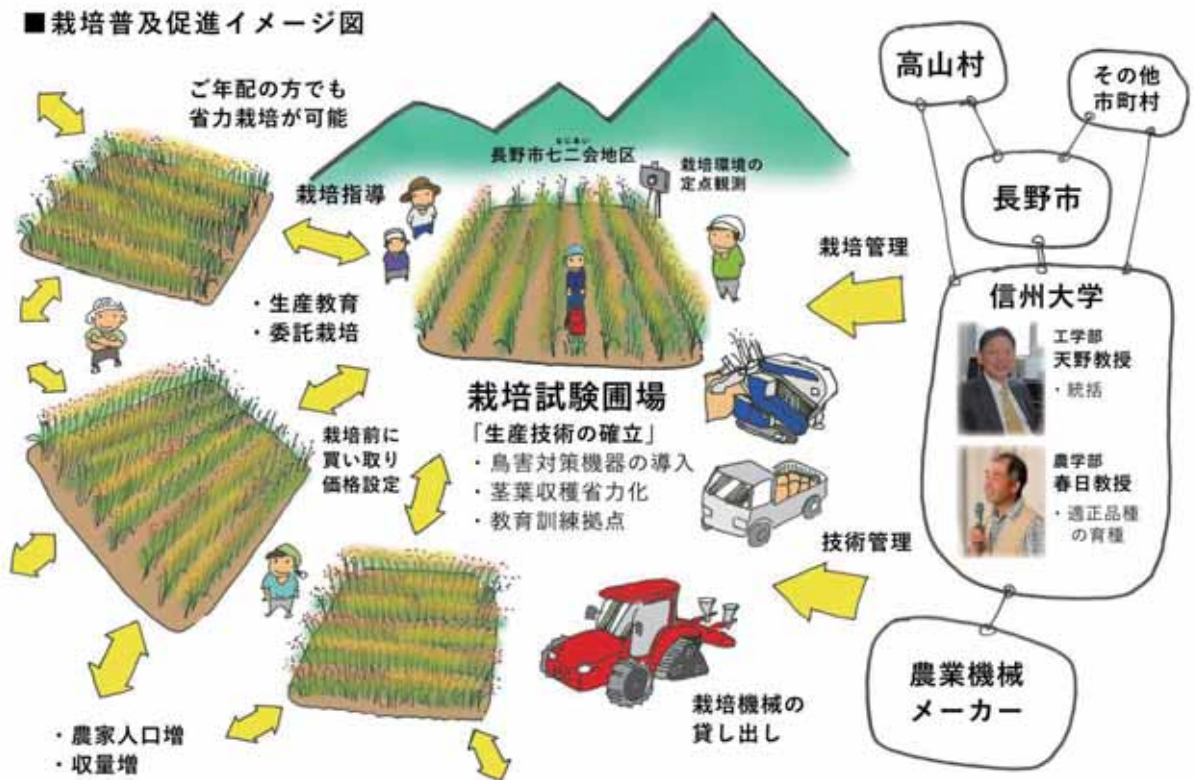 ■栽培普及促進イメージ図
ご年配の方でも
省力栽培が可能
栽培指導
・生産教育
・委託栽培
なにあい
長野市七二会地区
栽培環境の
定点観測
栽培試験圃場
「生産技術の確立」
・鳥害対策機器の導入
・茎葉収穫省力化
・教育訓練拠点
栽培前に
買い取り
価格設定
・農家人口増
・収量増
栽培管理
技術管理
栽培機械の
貸し出し
高山村
その他
市町村
長野市
信州大学
工学部
天野教授
・統括
農学部
春日教授
・適正品種
の育種
農業機械
メーカー